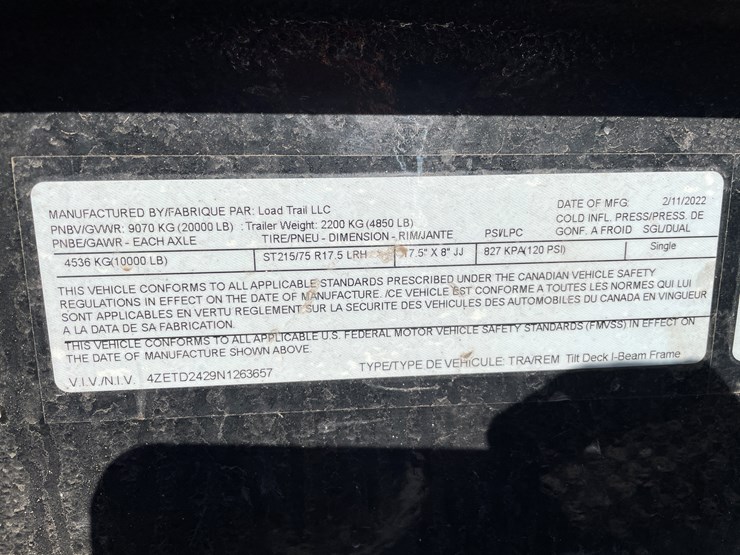 MANUFACTURED BY/FABRIQUE PAR: Load Trail LLC DATE OF MFG: 2/11/2022
PNBV/GVWR: 9070 KG (20000 LB) : Trailer Weight: 2200 KG (4850 LB) COLD INFL. PRESS/PRESS. DE
PNBE/GAWR - EACH AXLE TIRE/PNEU - DIMENSION - RIM/JANTE PSI/LPC GONF. A FROID SGL/DUAL
4536 KG(10000 LB) ST215/75 R17.5 LRH 17.5" X 8" JJ 827 KPA(120 PSI) Single
THIS VEHICLE CONFORMS TO ALL APPLICABLE STANDARDS PRESCRIBED UNDER THE CANADIAN VEHICLE SAFETY
REGULATIONS IN EFFECT ON THE DATE OF MANUFACTURE. /CE VEHICLE EST CONFORME A TOUTES LES NORMES QUI LUI
SONT APPLICABLES EN VERTU REGLEMENT SUR LA SECURITE DES VEHICULES DES AUTOMOBILES DU CANADA EN VINGUEUR
A LA DATA DE SA FABRICATION.
THIS VEHICLE CONFORMS TO ALL APPLICABLE U.S. FEDERAL MOTOR VEHICLE SAFETY STANDARDS (FMVSS) IN EFFECT ON
THE DATE OF MANUFACTURE SHOWN ABOVE.
V.I.V./N.I.V. 4ZETD2429N1263657 TYPE/TYPE DE VEHICULE: TRA/REM Tilt Deck I-Beam Frame